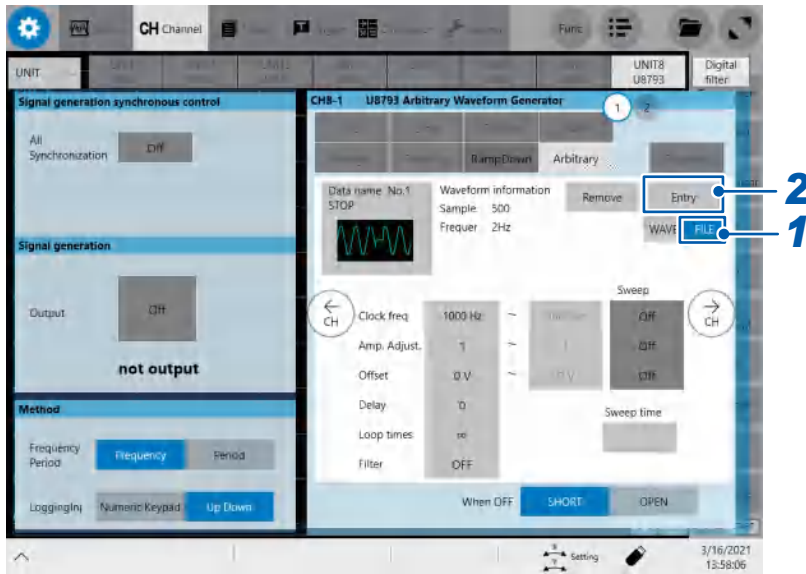 CH Channel
Func
UNIT
UNIT8
U8793
Digital
filter
Signal generation synchronous control
All
Synchronization
Off
Signal generation
Output
Off
not output
Method
Frequency
Period
Frequency
Period
Numeric Keypad
Up Down
CH8-1 U8793 Arbitrary Waveform Generator
1 2
RampDown
Arbitrary
Data name No.1
STOP
Waveform information
Sample 500
Frequer 2Hz
Remove
Entry
2
WAVE
FILE
1
Sweep
CH
Clock freq 1000 Hz ~ Off
CH
Amp. Adjust. 1 ~ 1 Off
Offset 0 V ~ 0 V Off
Delay 0
Sweep time
Loop times ∞
Filter OFF
When OFF SHORT OPEN
Setting
3/16/2021
13:58:06